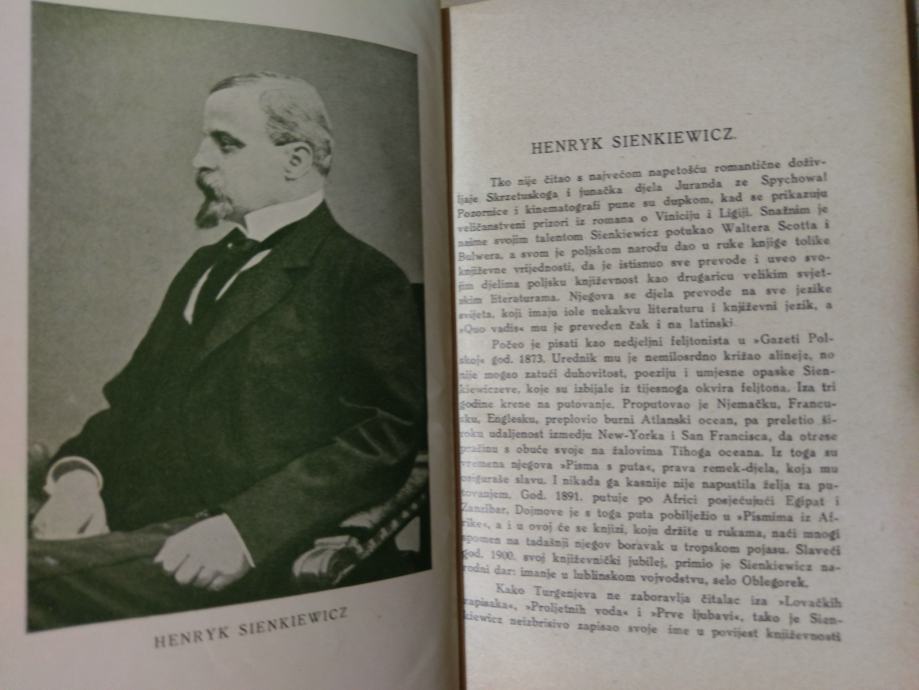 HENRYK SIENKIEWICZ
HENRYK SIENKIEWICZ.
Tko nije čitao s najvećom napetošću romantične doživ-
ljaje Skrzetuskoga i junačka djela Juranda ze Spychowa!
Pozornice i kinematografi pune su dupkom, kad se prikazuju
veličanstveni prizori iz romana o Viniciju i Ligiji. Snažnim je
naime svojim talentom Sienkiewicz potukao Waltera Scotta i
Bulwera, a svom je poljskom narodu dao u ruke knjige tolike
književne vrijednosti, da je istisnuo sve prevode i uveo svo-
jim djelima poljsku književnost kao drugaricu velikim svjet-
skim literaturama. Njegova se djela prevode na sve jezike
svijeta, koji imaju iole nekakvu literaturu i književni jezik, a
»Quo vadis« mu je preveden čak i na latinski.
Počeo je pisati kao nedjeljni feljtonista u »Gazeti Pol-
skoj« god. 1873. Urednik mu je nemilosrdno križao alineje, no
nije mogao zatući duhovitost, poeziju i umjesne opaske Sien-
kiewiczeve, koje su izbijale iz tijesnoga okvira feljtona. Iza tri
godine krene na putovanje. Proputovao je Njemačku, Francu-
sku, Englesku, preplovio burni Atlanski ocean, pa preletio ši-
roku udaljenost izmedju New-Yorka i San Francisca, da otrese
prašinu s obuće svoje na žalovima Tihoga oceana. Iz toga su
vremena njegova »Pisma s puta«, prava remek-djela, koja mu
osiguraše slavu. I nikada ga kasnije nije napustila želja za pu-
tovanjem. God. 1891. putuje po Africi posjećujući Egipat i
Zanzibar. Dojmove je s toga puta pobilježio u »Pismima iz Af-
rike«, a i u ovoj će se knjizi, koju držite u rukama, naći mnogi
spomen na tadašnji njegov boravak u tropskom pojasu. Slaveći
god. 1900. svoj književnički jubilej, primio je Sienkiewicz na-
rodni dar: imanje u lublinskom vojvodstvu, selo Oblegorek.
Kako Turgenjeva ne zaboravlja čitalac iza »Lovačkih
zapisaka«, »Proljetnih voda« i »Prve ljubavi«, tako je Sien-
kiewicz neizbrisivo zapisao svoje ime u povijest književnosti